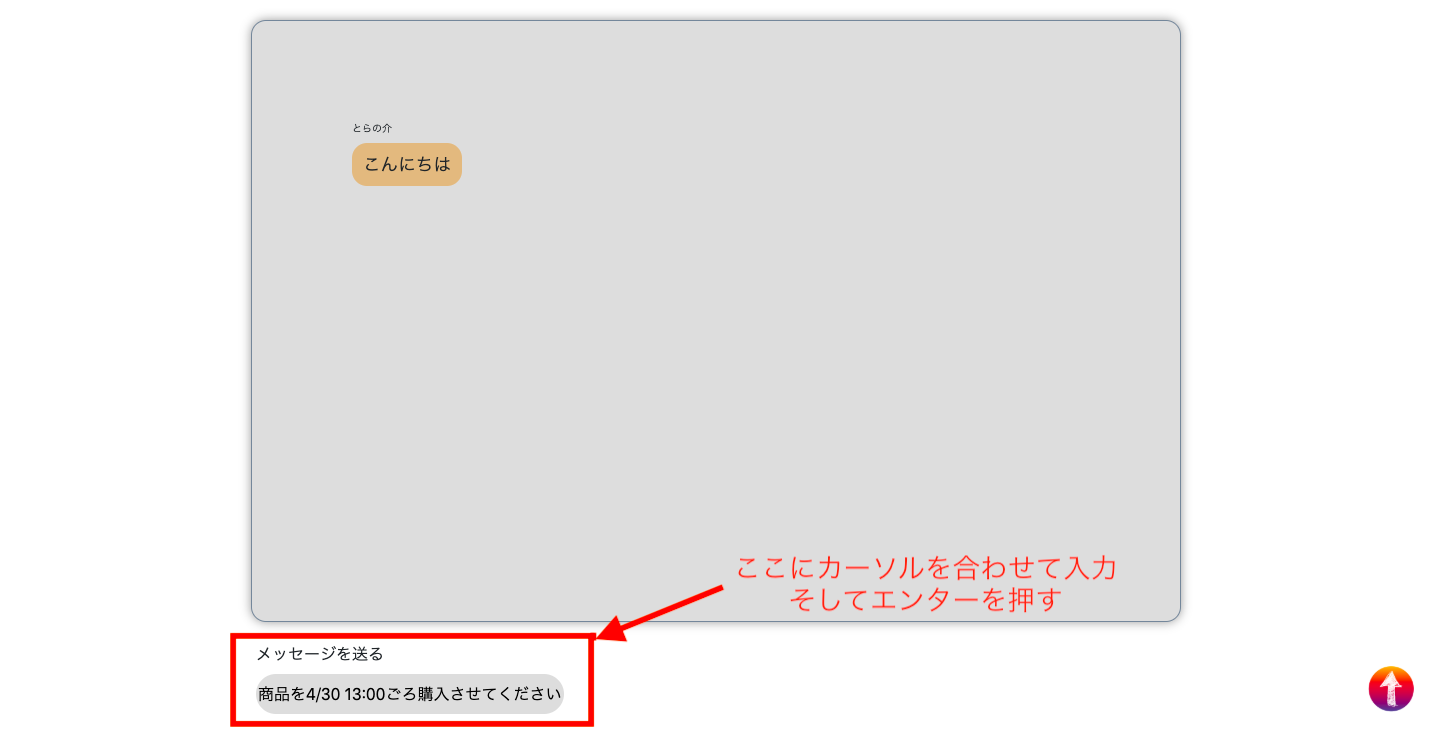 とらの介
こんにちは
ここにカーソルを合わせて入力
そしてエンターを押す
メッセージを送る
商品を4/30 13:00ごろ購入させてください